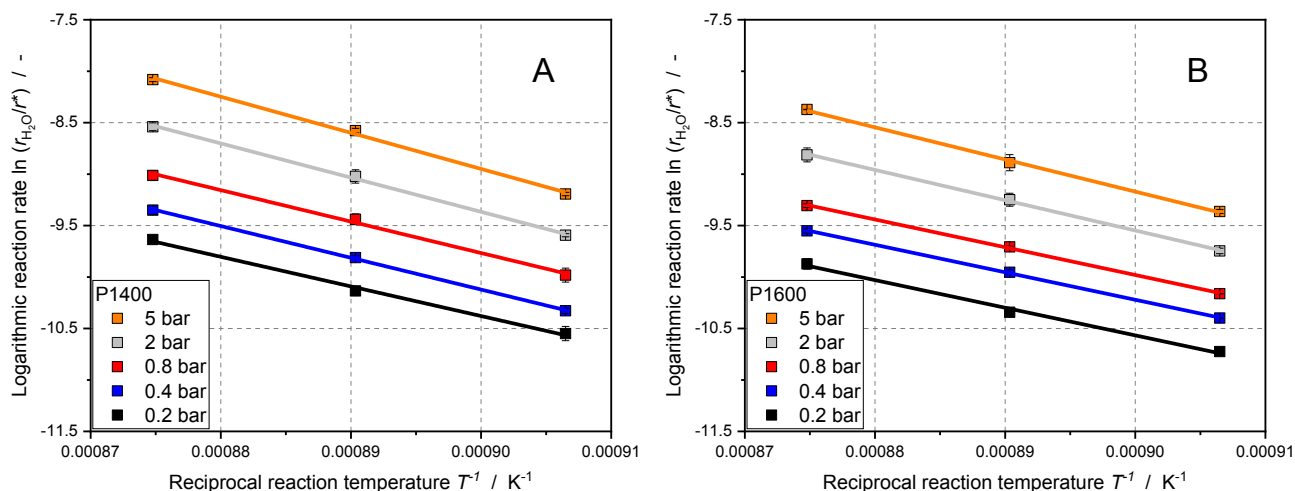 Logarithmic reaction rate ln (r_H₂O/r*) / -
-7.5
-8.5
-9.5
-10.5
-11.5
A
P1400
5 bar
2 bar
0.8 bar
0.4 bar
0.2 bar
0.00087 0.00088 0.00089 0.00090 0.00091
Reciprocal reaction temperature T⁻¹ / K⁻¹
Logarithmic reaction rate ln (r_H₂O/r*) / -
-7.5
-8.5
-9.5
-10.5
-11.5
B
P1600
5 bar
2 bar
0.8 bar
0.4 bar
0.2 bar
0.00087 0.00088 0.00089 0.00090 0.00091
Reciprocal reaction temperature T⁻¹ / K⁻¹